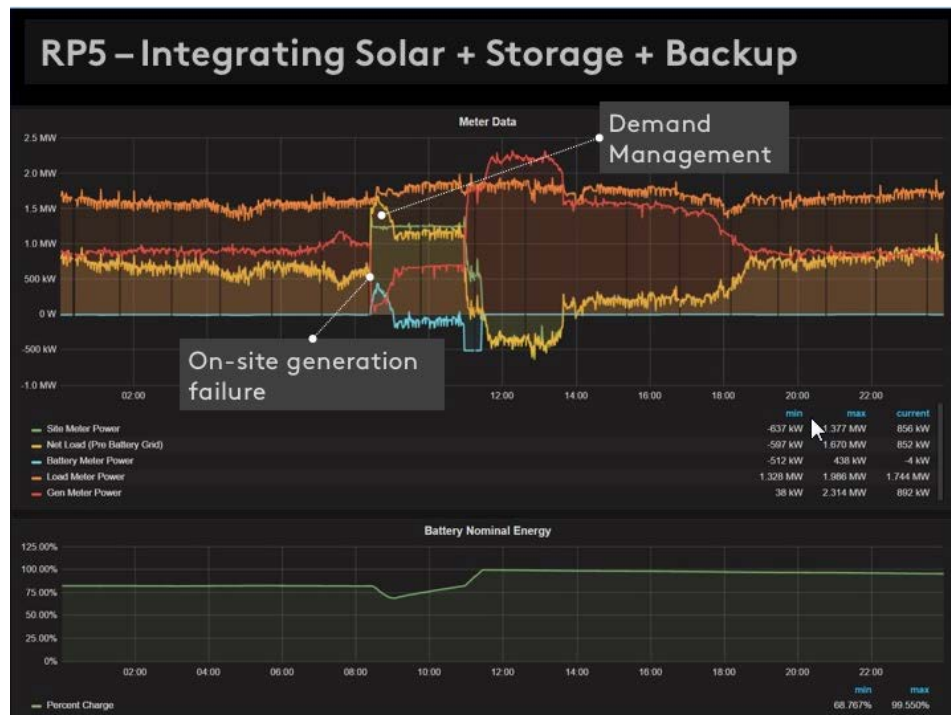 RP5 – Integrating Solar + Storage + Backup
Meter Data
Demand
Management
2.5 MW
2.0 MW
1.5 MW
1.0 MW
500 kW
0 W
-500 kW
-1.0 MW
On-site generation
failure
02:00 12:00 14:00 16:00 18:00 20:00 22:00
min max current
Site Meter Power -637 kW 1.377 MW 856 kW
Net Load (Pre Battery Grid) -597 kW 1.670 MW 852 kW
Battery Meter Power -512 kW 438 kW -4 kW
Load Meter Power 1.328 MW 1.986 MW 1.744 MW
Gen Meter Power 38 kW 2.314 MW 892 kW
Battery Nominal Energy
125.00%
100.00%
75.00%
50.00%
25.00%
0%
02:00 04:00 06:00 08:00 10:00 12:00 14:00 16:00 18:00 20:00 22:00
min max
Percent Charge 68.767% 99.550%